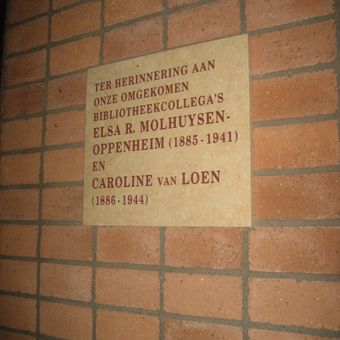 TER HERINNERING AAN
ONZE OMGEKOMEN
BIBLIOTHEEKCOLLEGA'S
ELSA R. MOLHUYSEN-
OPPENHEIM (1885-1941)
EN
CAROLINE VAN LOEN
(1886-1944)